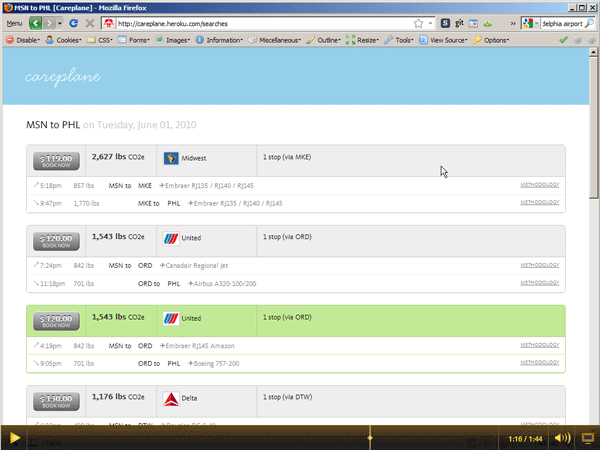 MSN to PHL [Careplane] - Mozilla Firefox
Menu http://careplane.heroku.com/searches S git » delphia airport
Disable Cookies CSS Forms Images Information Miscellaneous Outline Resize Tools View Source Options
careplane
MSN to PHL on Tuesday, June 01, 2010
$ 119.00 BOOK NOW 2,627 lbs CO2e Midwest 1 stop (via MKE)
5:18pm 857 lbs MSN to MKE Embraer RJ135 / RJ140 / RJ145 METHODOLOGY
9:47pm 1,770 lbs MKE to PHL Embraer RJ135 / RJ140 / RJ145
$ 120.00 BOOK NOW 1,543 lbs CO2e United 1 stop (via ORD)
7:24pm 842 lbs MSN to ORD Canadair Regional Jet METHODOLOGY
11:18pm 701 lbs ORD to PHL Airbus A320-100/200
$ 120.00 BOOK NOW 1,543 lbs CO2e United 1 stop (via ORD)
4:19pm 842 lbs MSN to ORD Embraer RJ145 Amazon METHODOLOGY
9:05pm 701 lbs ORD to PHL Boeing 757-200
$ 130.00 BOOK NOW 1,176 lbs CO2e Delta 1 stop (via DTW)
MSN to DTW METHODOLOGY
Done
1:16 / 1:44